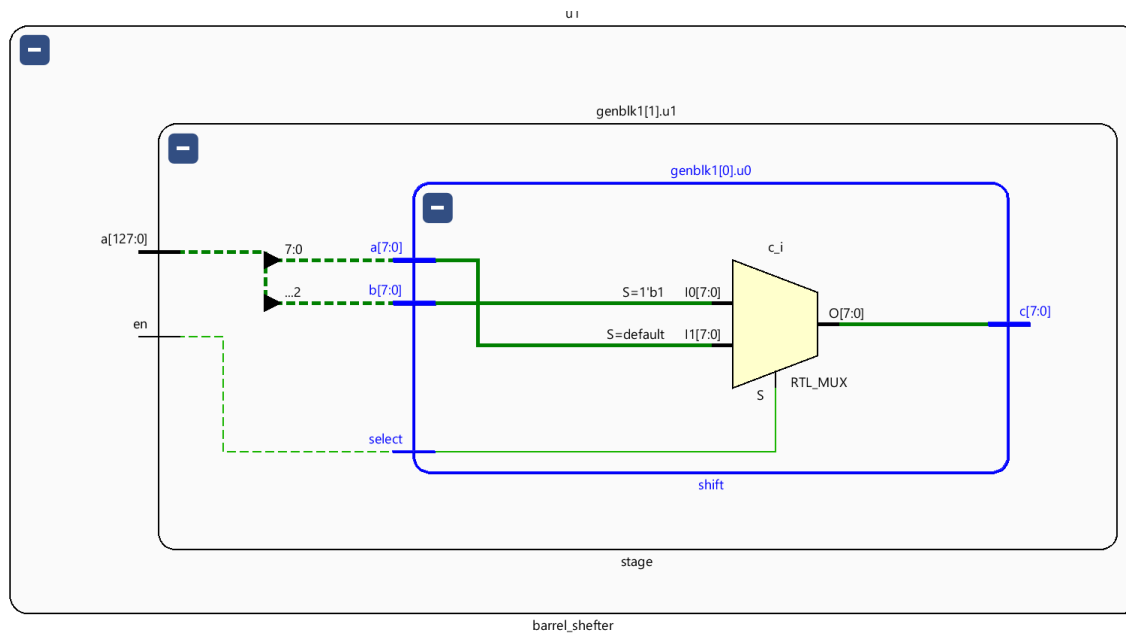 u1
genblk1[1].u1
genblk1[0].u0
a[127:0]
7:0
a[7:0]
c_i
...2
b[7:0]
S=1'b1
I0[7:0]
en
S=default
I1[7:0]
O[7:0]
c[7:0]
RTL_MUX
S
select
shift
stage
barrel_shefter